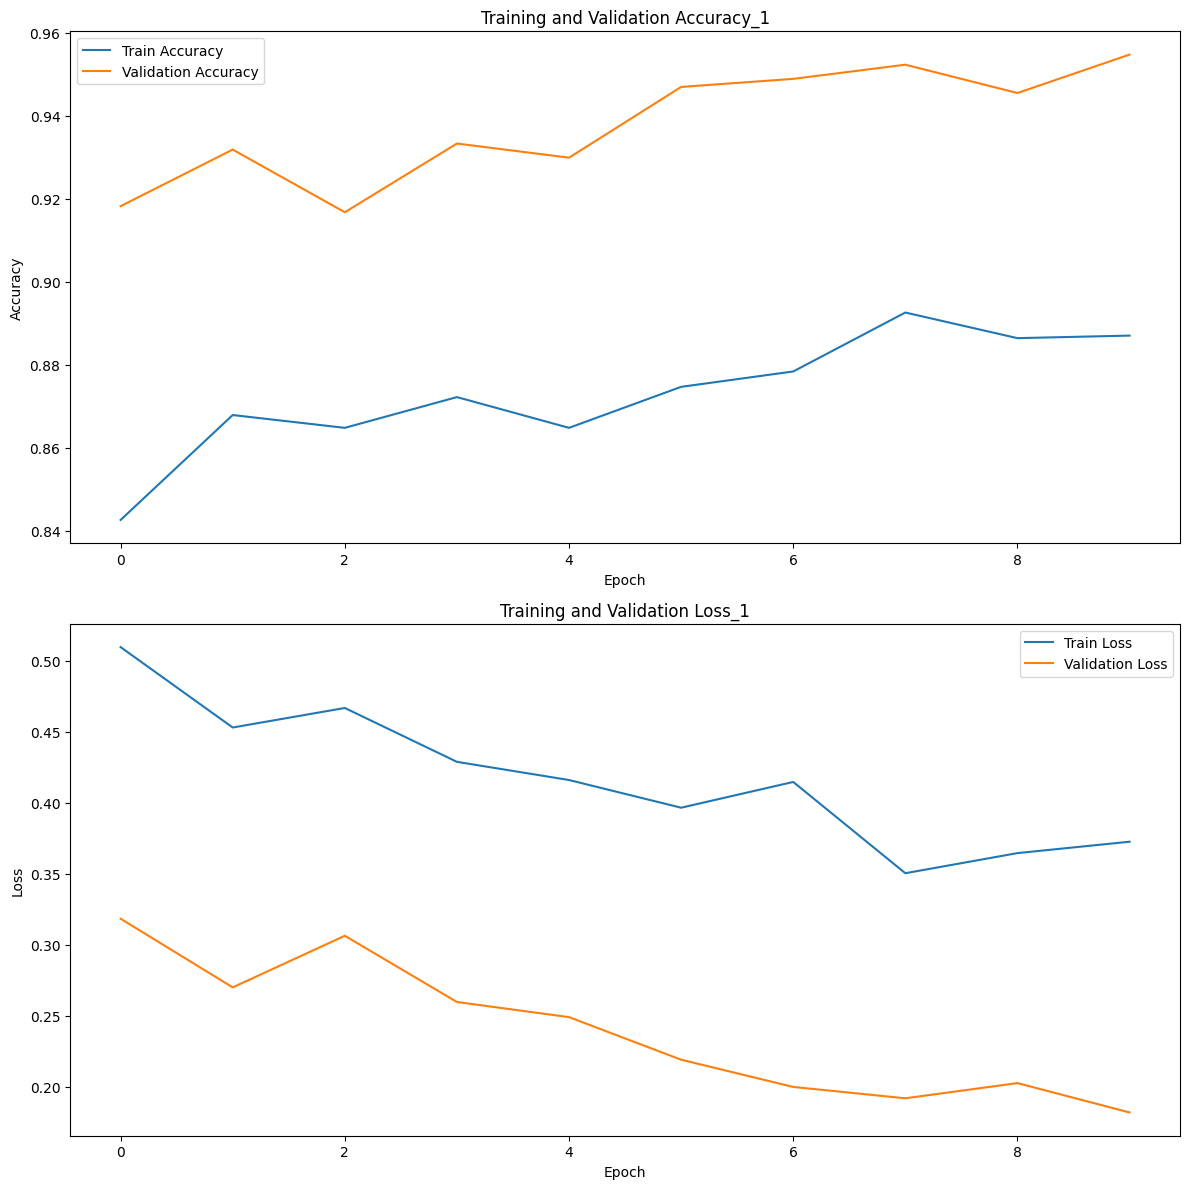 Training and Validation Accuracy_1
Train Accuracy
Validation Accuracy
0.96
0.94
0.92
0.90
0.88
0.86
0.84
Accuracy
0 2 4 6 8
Epoch
Training and Validation Loss_1
Train Loss
Validation Loss
0.50
0.45
0.40
0.35
0.30
0.25
0.20
Loss
0 2 4 6 8
Epoch